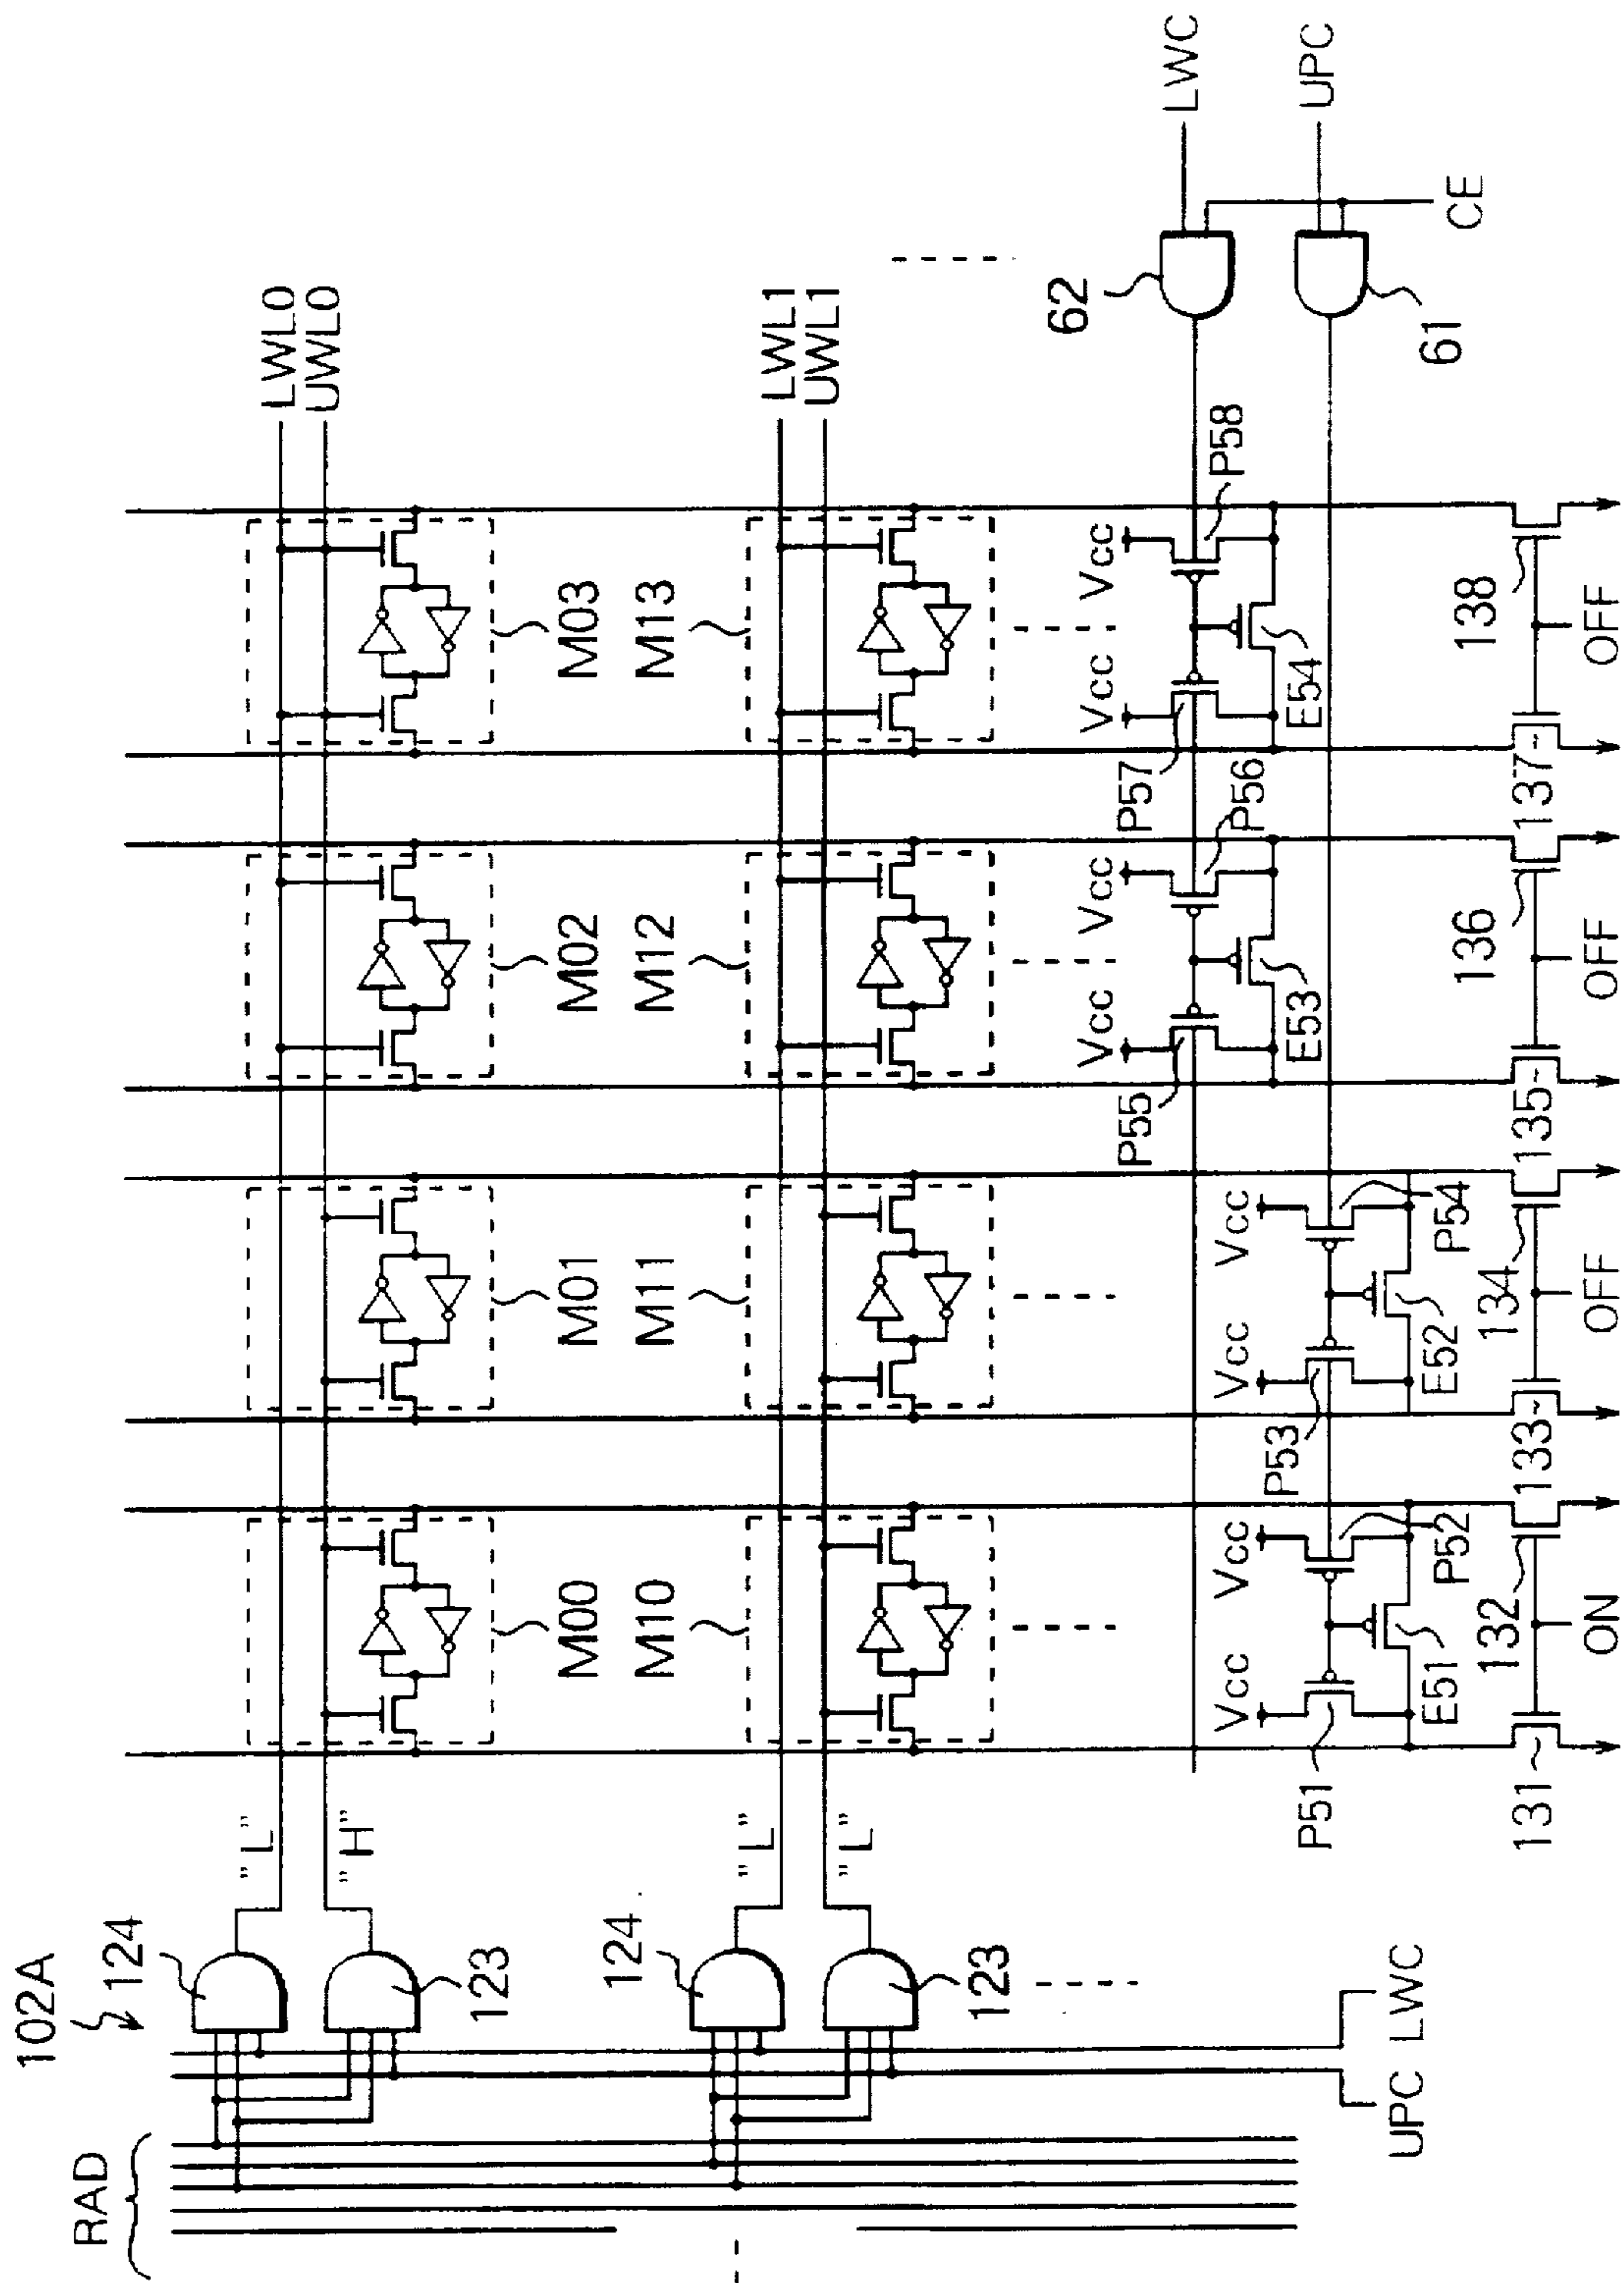 102A
124
123
124
123
RAD
UPC LWC
"L"
"H"
"L"
"L"
LWL0
UWL0
LWL1
UWL1
M00
M01
M02
M03
M10
M11
M12
M13
LWC
UPC
CE
62
61
Vcc
Vcc
Vcc
Vcc
P55
P56
P57
P58
E53
E54
Vcc
Vcc
Vcc
Vcc
P51
P52
P53
P54
E51
E52
131
132
133
134
135
136
137
138
ON
OFF
OFF
OFF